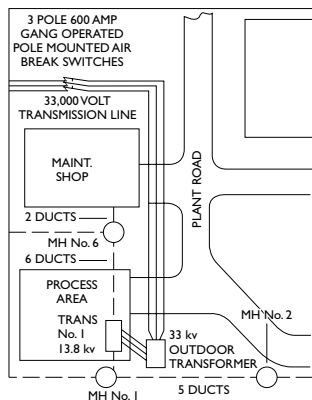 3 POLE 600 AMP
GANG OPERATED
POLE MOUNTED AIR
BREAK SWITCHES
33,000 VOLT
TRANSMISSION LINE
MAINT.
SHOP
PLANT ROAD
2 DUCTS
MH No. 6
6 DUCTS
PROCESS
AREA
MH No. 2
TRANS
No. 1
13.8 kv
33 kv
OUTDOOR
TRANSFORMER
5 DUCTS
MH No. 1